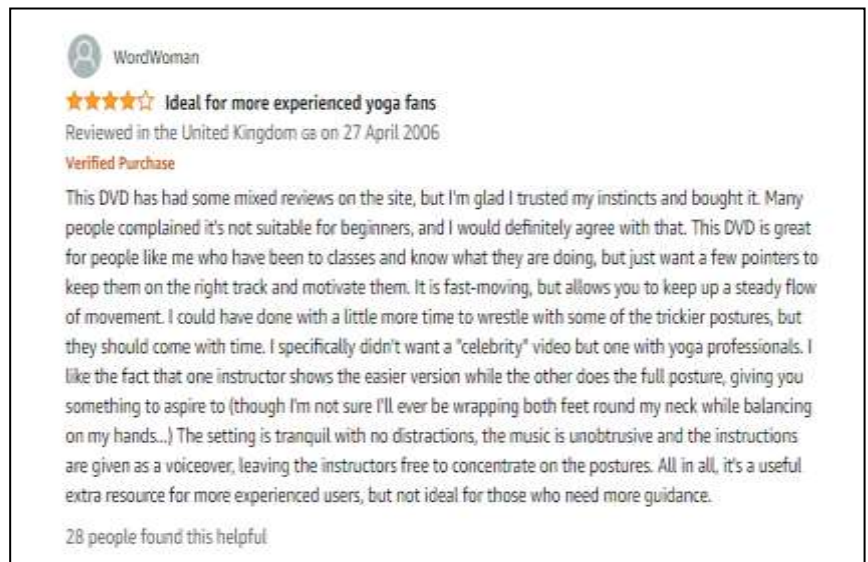 WordWoman
Ideal for more experienced yoga fans
Reviewed in the United Kingdom GB on 27 April 2006
Verified Purchase
This DVD has had some mixed reviews on the site, but I'm glad I trusted my instincts and bought it. Many
people complained it's not suitable for beginners, and I would definitely agree with that. This DVD is great
for people like me who have been to classes and know what they are doing, but just want a few pointers to
keep them on the right track and motivate them. It is fast-moving, but allows you to keep up a steady flow
of movement. I could have done with a little more time to wrestle with some of the trickier postures, but
they should come with time. I specifically didn't want a "celebrity" video but one with yoga professionals. I
like the fact that one instructor shows the easier version while the other does the full posture, giving you
something to aspire to (though I'm not sure I'll ever be wrapping both feet round my neck while balancing
on my hands...) The setting is tranquil with no distractions, the music is unobtrusive and the instructions
are given as a voiceover, leaving the instructors free to concentrate on the postures. All in all, it's a useful
extra resource for more experienced users, but not ideal for those who need more guidance.
28 people found this helpful